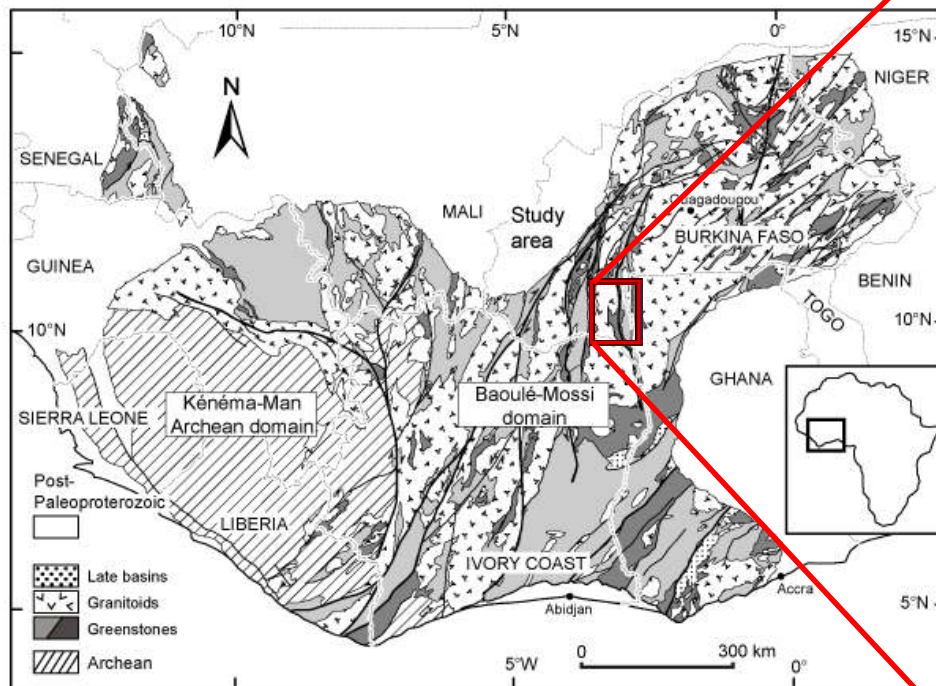 10°N
5°N
0°
15°N
NIGER
N
SENEGAL
MALI
Study
area
Ouagadougou
BURKINA FASO
GUINEA
BENIN
TOGO
10°N
10°N
GHANA
Kénéma-Man
Archean domain
Baoulé-Mossi
domain
SIERRA LEONE
Post-
Paleoproterozoic
LIBERIA
IVORY COAST
Late basins
Granitoids
Greenstones
Archean
Abidjan
Accra
5°N
0
300 km
5°W
0°